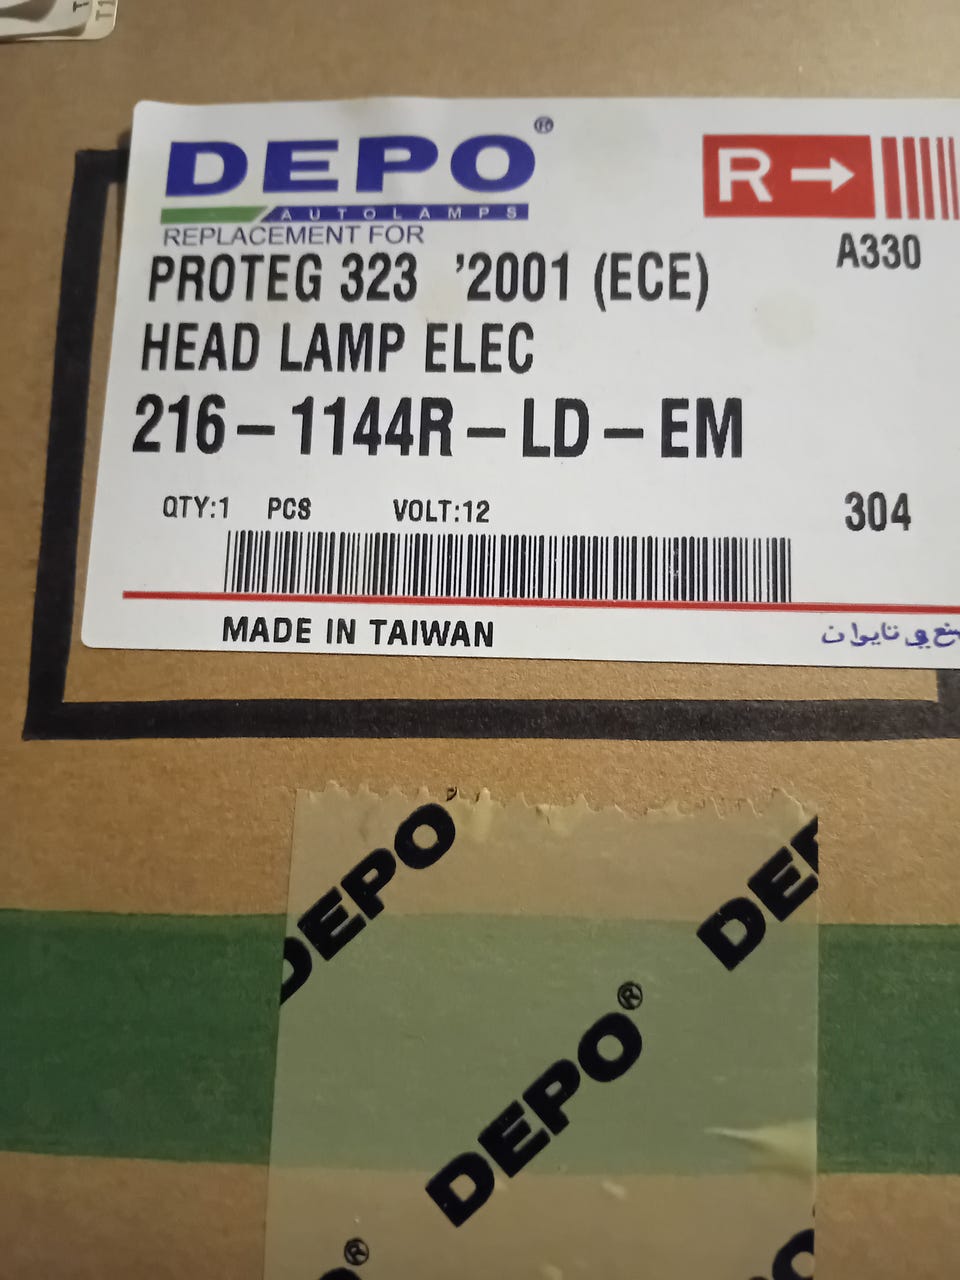 DEPO®
AUTOLAMPS
REPLACEMENT FOR
R→
A330
PROTEG 323 '2001 (ECE)
HEAD LAMP ELEC
216-1144R-LD-EM
QTY:1 PCS VOLT:12
304
MADE IN TAIWAN
تايوان
DEPO
DEPO®